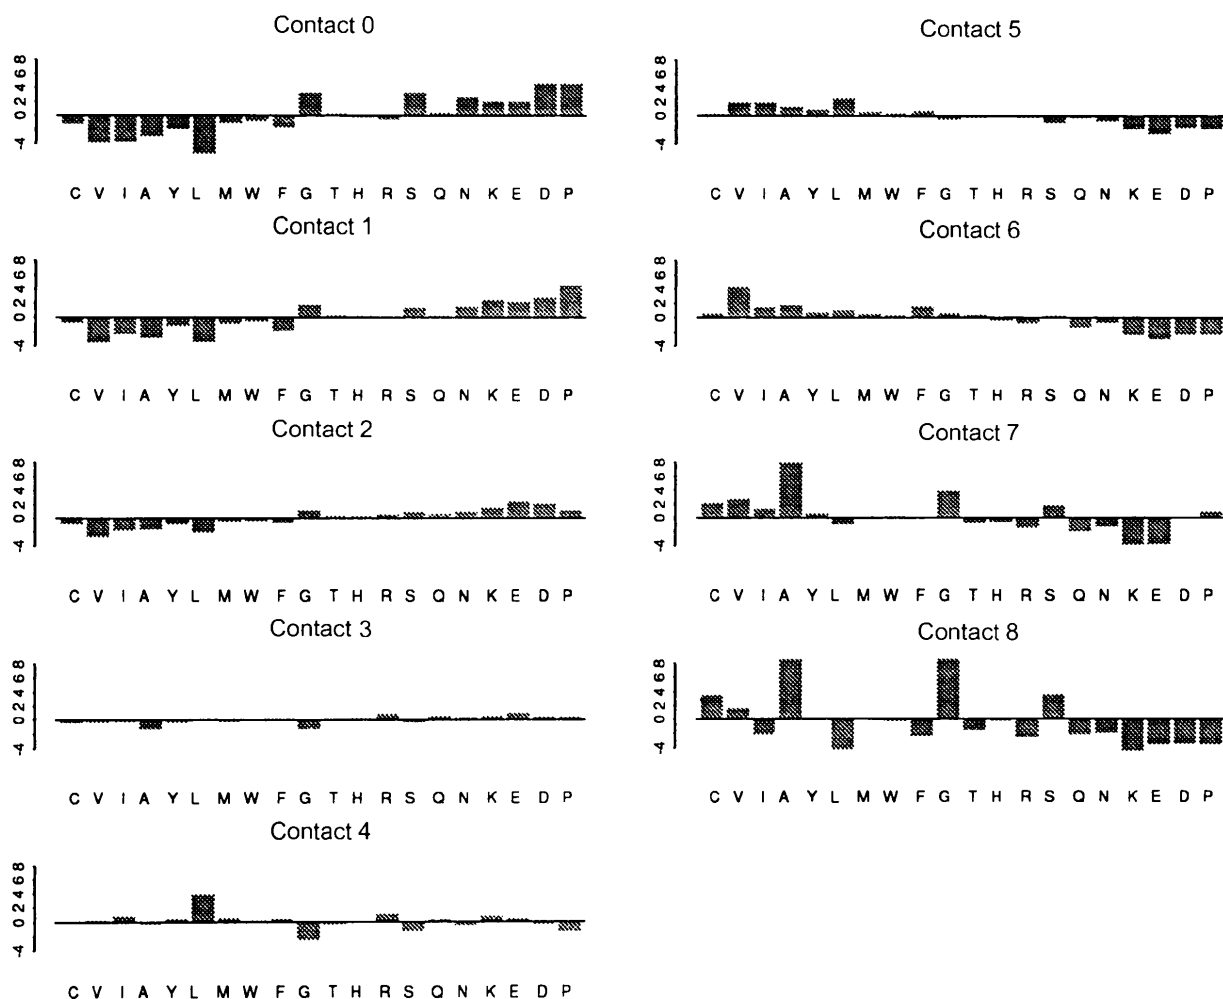 Contact 0
-4 0 2 4 6 8
C V I A Y L M W F G T H R S Q N K E D P
Contact 1
-4 0 2 4 6 8
C V I A Y L M W F G T H R S Q N K E D P
Contact 2
-4 0 2 4 6 8
C V I A Y L M W F G T H R S Q N K E D P
Contact 3
-4 0 2 4 6 8
C V I A Y L M W F G T H R S Q N K E D P
Contact 4
-4 0 2 4 6 8
C V I A Y L M W F G T H R S Q N K E D P
Contact 5
-4 0 2 4 6 8
C V I A Y L M W F G T H R S Q N K E D P
Contact 6
-4 0 2 4 6 8
C V I A Y L M W F G T H R S Q N K E D P
Contact 7
-4 0 2 4 6 8
C V I A Y L M W F G T H R S Q N K E D P
Contact 8
-4 0 2 4 6 8
C V I A Y L M W F G T H R S Q N K E D P